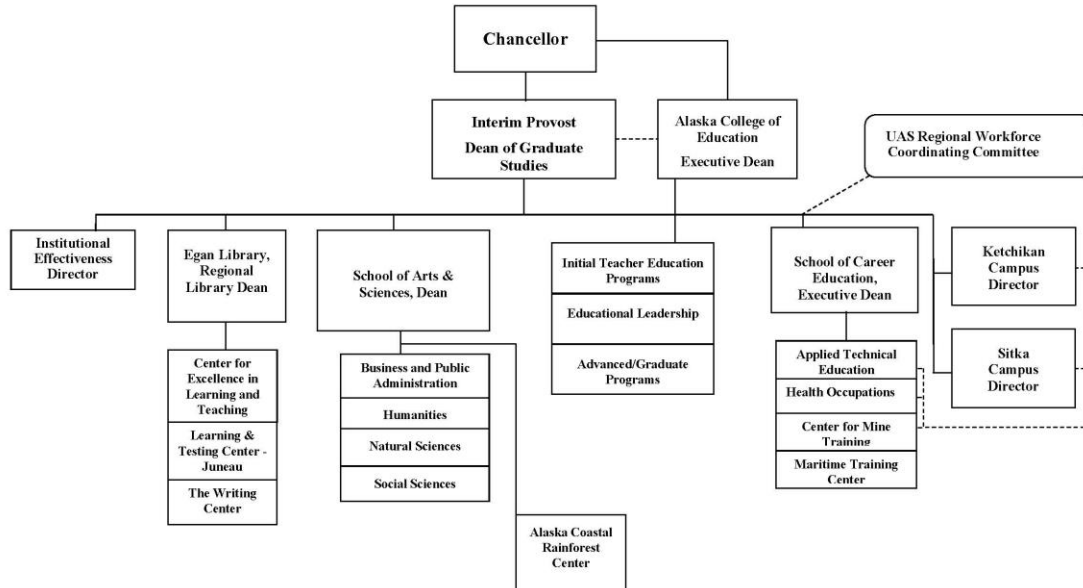 Chancellor
Interim Provost
Dean of Graduate
Studies
Alaska College of
Education
Executive Dean
UAS Regional Workforce
Coordinating Committee
Institutional
Effectiveness
Director
Egan Library,
Regional
Library Dean
School of Arts &
Sciences, Dean
Initial Teacher Education
Programs
Educational Leadership
Advanced/Graduate
Programs
School of Career
Education,
Executive Dean
Ketchikan
Campus
Director
Sitka
Campus
Director
Center for
Excellence in
Learning and
Teaching
Learning &
Testing Center -
Juneau
The Writing
Center
Business and Public
Administration
Humanities
Natural Sciences
Social Sciences
Applied Technical
Education
Health Occupations
Center for Mine
Training
Maritime Training
Center
Alaska Coastal
Rainforest
Center